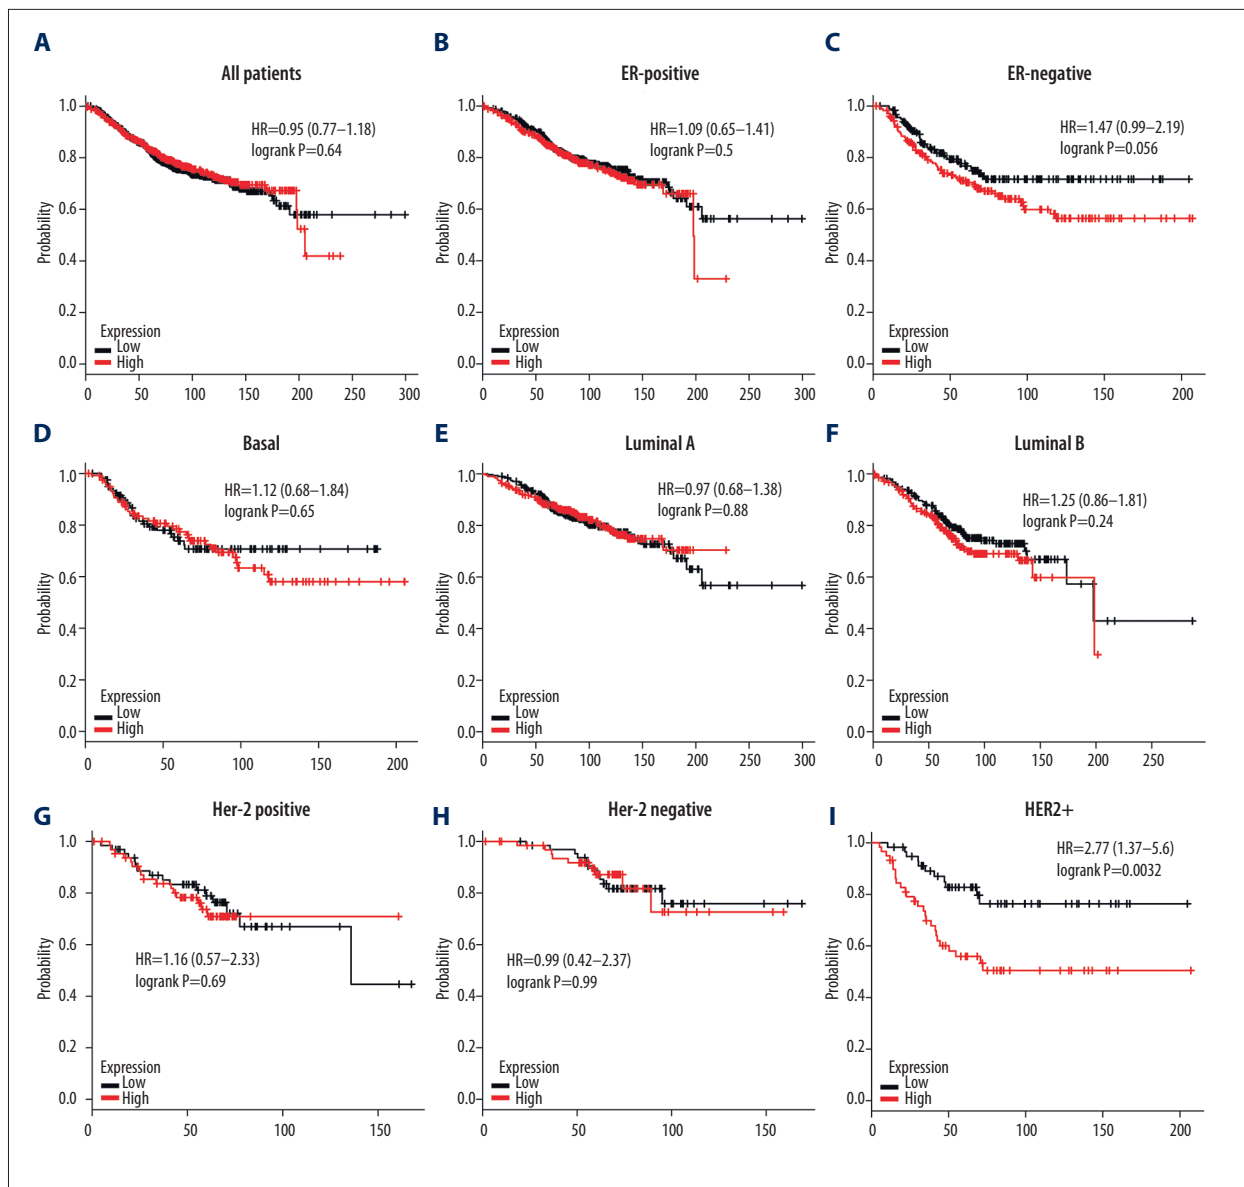 A
All patients
1.0
0.8
0.6
0.4
0.2
0.0
Probability
HR=0.95 (0.77–1.18)
logrank P=0.64
Expression
Low
High
0 50 100 150 200 250 300
B
ER-positive
1.0
0.8
0.6
0.4
0.2
0.0
Probability
HR=1.09 (0.65–1.41)
logrank P=0.5
Expression
Low
High
0 50 100 150 200 250 300
C
ER-negative
1.0
0.8
0.6
0.4
0.2
0.0
Probability
HR=1.47 (0.99–2.19)
logrank P=0.056
Expression
Low
High
0 50 100 150 200
D
Basal
1.0
0.8
0.6
0.4
0.2
0.0
Probability
HR=1.12 (0.68–1.84)
logrank P=0.65
Expression
Low
High
0 50 100 150 200
E
Luminal A
1.0
0.8
0.6
0.4
0.2
0.0
Probability
HR=0.97 (0.68–1.38)
logrank P=0.88
Expression
Low
High
0 50 100 150 200 250 300
F
Luminal B
1.0
0.8
0.6
0.4
0.2
0.0
Probability
HR=1.25 (0.86–1.81)
logrank P=0.24
Expression
Low
High
0 50 100 150 200 250
G
Her-2 positive
1.0
0.8
0.6
0.4
0.2
0.0
Probability
HR=1.16 (0.57–2.33)
logrank P=0.69
Expression
Low
High
0 50 100 150
H
Her-2 negative
1.0
0.8
0.6
0.4
0.2
0.0
Probability
HR=0.99 (0.42–2.37)
logrank P=0.99
Expression
Low
High
0 50 100 150
I
HER2+
1.0
0.8
0.6
0.4
0.2
0.0
Probability
HR=2.77 (1.37–5.6)
logrank P=0.0032
Expression
Low
High
0 50 100 150 200